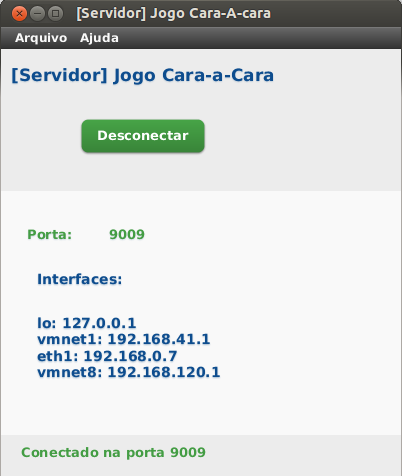 [Servidor] Jogo Cara-A-cara
Arquivo Ajuda
[Servidor] Jogo Cara-a-Cara
Desconectar
Porta: 9009
Interfaces:
lo: 127.0.0.1
vmnet1: 192.168.41.1
eth1: 192.168.0.7
vmnet8: 192.168.120.1
Conectado na porta 9009